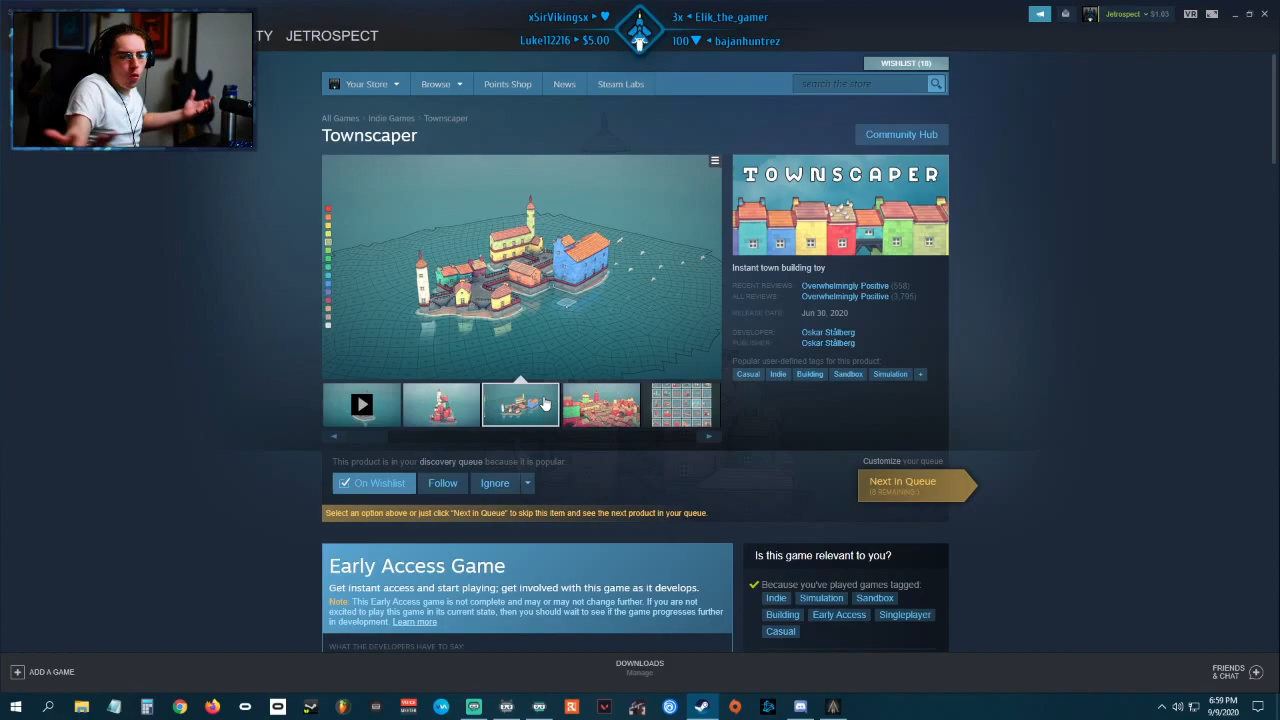 xSirVikingsx ▸ ♥
3x ◂ Elik_the_gamer
Luke112216 ▸ $5.00
100 ▼ ◂ bajanhuntrez
TY JETROSPECT
Jetrospect
$1.85
VR
WISHLIST (18)
Your Store
Browse
Points Shop
News
Steam Labs
search the store
All Games > Indie Games > Townscaper
Townscaper
Community Hub
TOWNSCAPER
Instant town building toy
RECENT REVIEWS: Overwhelmingly Positive (558)
ALL REVIEWS: Overwhelmingly Positive (3,795)
RELEASE DATE: Jun 30, 2020
DEVELOPER: Oskar Stålberg
PUBLISHER: Oskar Stålberg
Popular user-defined tags for this product:
Casual Indie Building Sandbox Simulation +
This product is in your discovery queue because it is popular.
Customize your queue
On Wishlist
Follow
Ignore
Next in Queue
(8 REMAINING )
Select an option above or just click "Next in Queue" to skip this item and see the next product in your queue.
Early Access Game
Get instant access and start playing; get involved with this game as it develops.
Note: This Early Access game is not complete and may or may not change further. If you are
excited to play this game in its current state, then you should wait to see if the game progresses further
in development. Learn more
WHAT THE DEVELOPERS HAVE TO SAY:
Is this game relevant to you?
Because you've played games tagged:
Indie Simulation Sandbox
Building Early Access Singleplayer
Casual
ADD A GAME
DOWNLOADS
Manage
FRIENDS
& CHAT
VOICE
MEETER
6:59 PM
9/9/2020